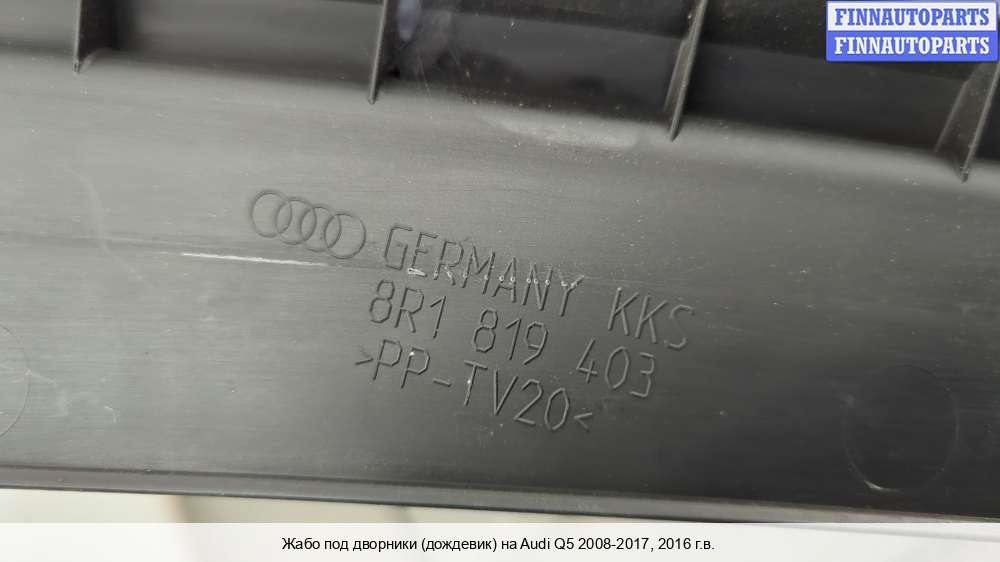 FINNAUTOPARTS
FINNAUTOPARTS
GERMANY KKS
8R1 819 403
>PP-TV20<
Жабо под дворники (дождевик) на Audi Q5 2008-2017, 2016 г.в.